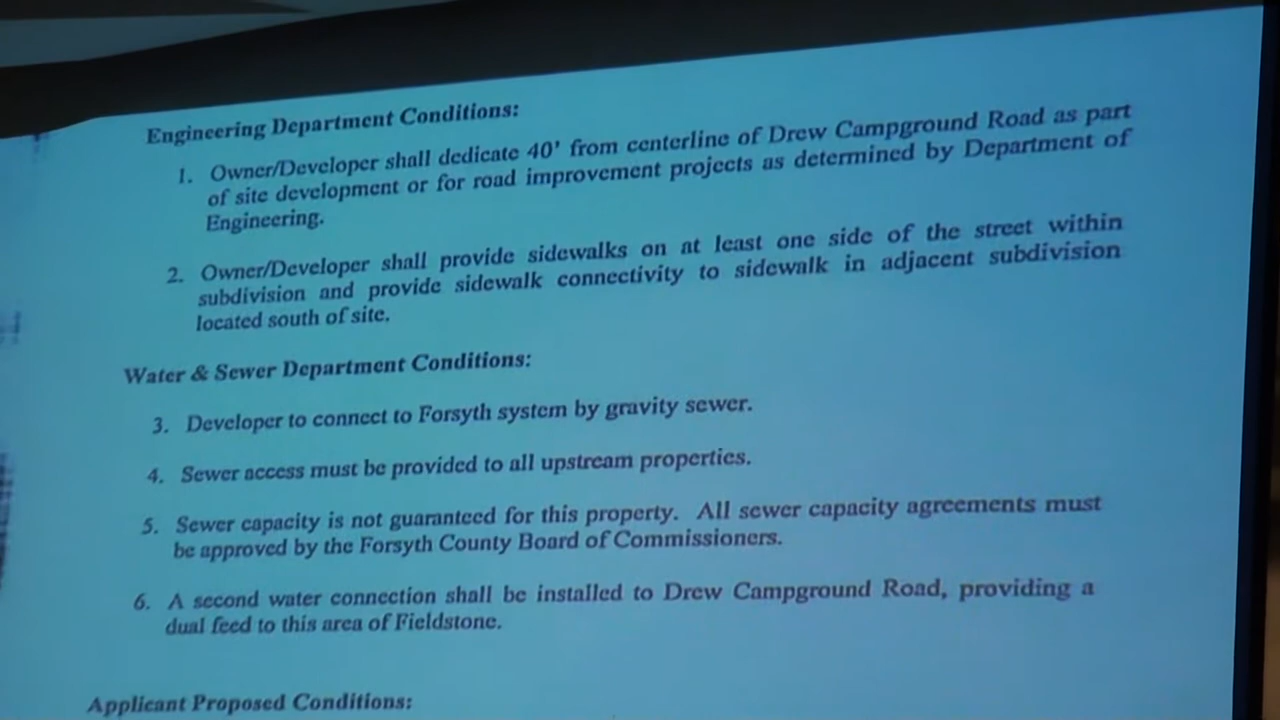 Engineering Department Conditions:
1. Owner/Developer shall dedicate 40' from centerline of Drew Campground Road as part
of site development or for road improvement projects as determined by Department of
Engineering.
2. Owner/Developer shall provide sidewalks on at least one side of the street within
subdivision and provide sidewalk connectivity to sidewalk in adjacent subdivision
located south of site.
Water & Sewer Department Conditions:
3. Developer to connect to Forsyth system by gravity sewer.
4. Sewer access must be provided to all upstream properties.
5. Sewer capacity is not guaranteed for this property. All sewer capacity agreements must
be approved by the Forsyth County Board of Commissioners.
6. A second water connection shall be installed to Drew Campground Road, providing a
dual feed to this area of Fieldstone.
Applicant Proposed Conditions: